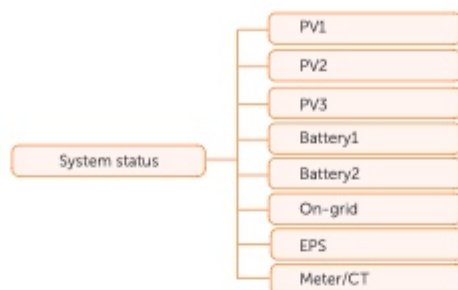 System status
PV1
PV2
PV3
Battery1
Battery2
On-grid
EPS
Meter/CT